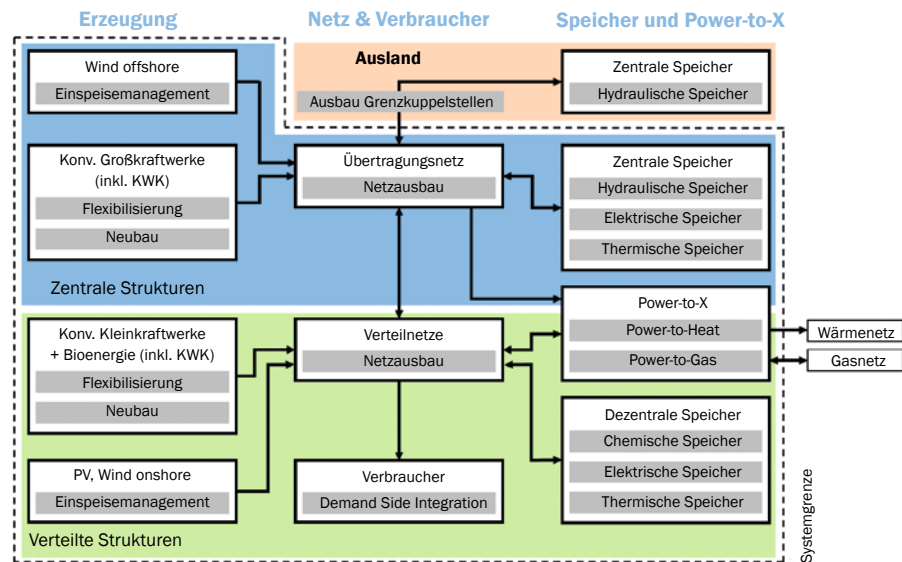 Erzeugung
Netz & Verbraucher
Speicher und Power-to-X
Wind offshore
Einspeisemanagement
Ausland
Ausbau Grenzkuppelstellen
Zentrale Speicher
Hydraulische Speicher
Konv. Großkraftwerke
(inkl. KWK)
Flexibilisierung
Neubau
Übertragungsnetz
Netzausbau
Zentrale Speicher
Hydraulische Speicher
Elektrische Speicher
Thermische Speicher
Zentrale Strukturen
Power-to-X
Power-to-Heat
Power-to-Gas
Wärmenetz
Gasnetz
Konv. Kleinkraftwerke
+ Bioenergie (inkl. KWK)
Flexibilisierung
Neubau
Verteilnetze
Netzausbau
Dezentrale Speicher
Chemische Speicher
Elektrische Speicher
Thermische Speicher
PV, Wind onshore
Einspeisemanagement
Verbraucher
Demand Side Integration
Verteilte Strukturen
Systemgrenze